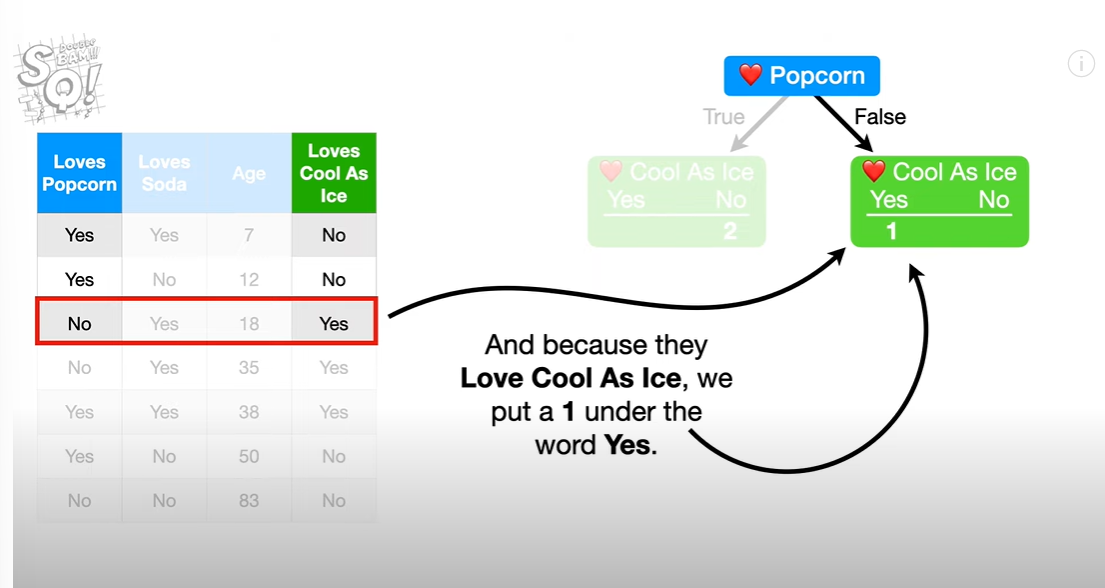 DOUBLE
BAM!!!
SQ!
Loves Popcorn
Loves Soda
Age
Loves Cool As Ice
Yes Yes 7 No
Yes No 12 No
No Yes 18 Yes
No Yes 35 Yes
Yes Yes 38 Yes
Yes No 50 No
No No 83 No
❤️ Popcorn
True
False
❤️ Cool As Ice
Yes No
2
❤️ Cool As Ice
Yes No
1
And because they
Love Cool As Ice, we
put a 1 under the
word Yes.
i